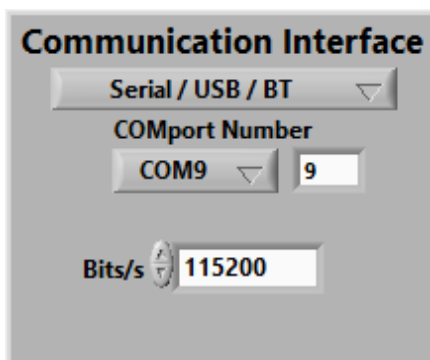 Communication Interface
Serial / USB / BT
COMport Number
COM9 9
Bits/s 115200